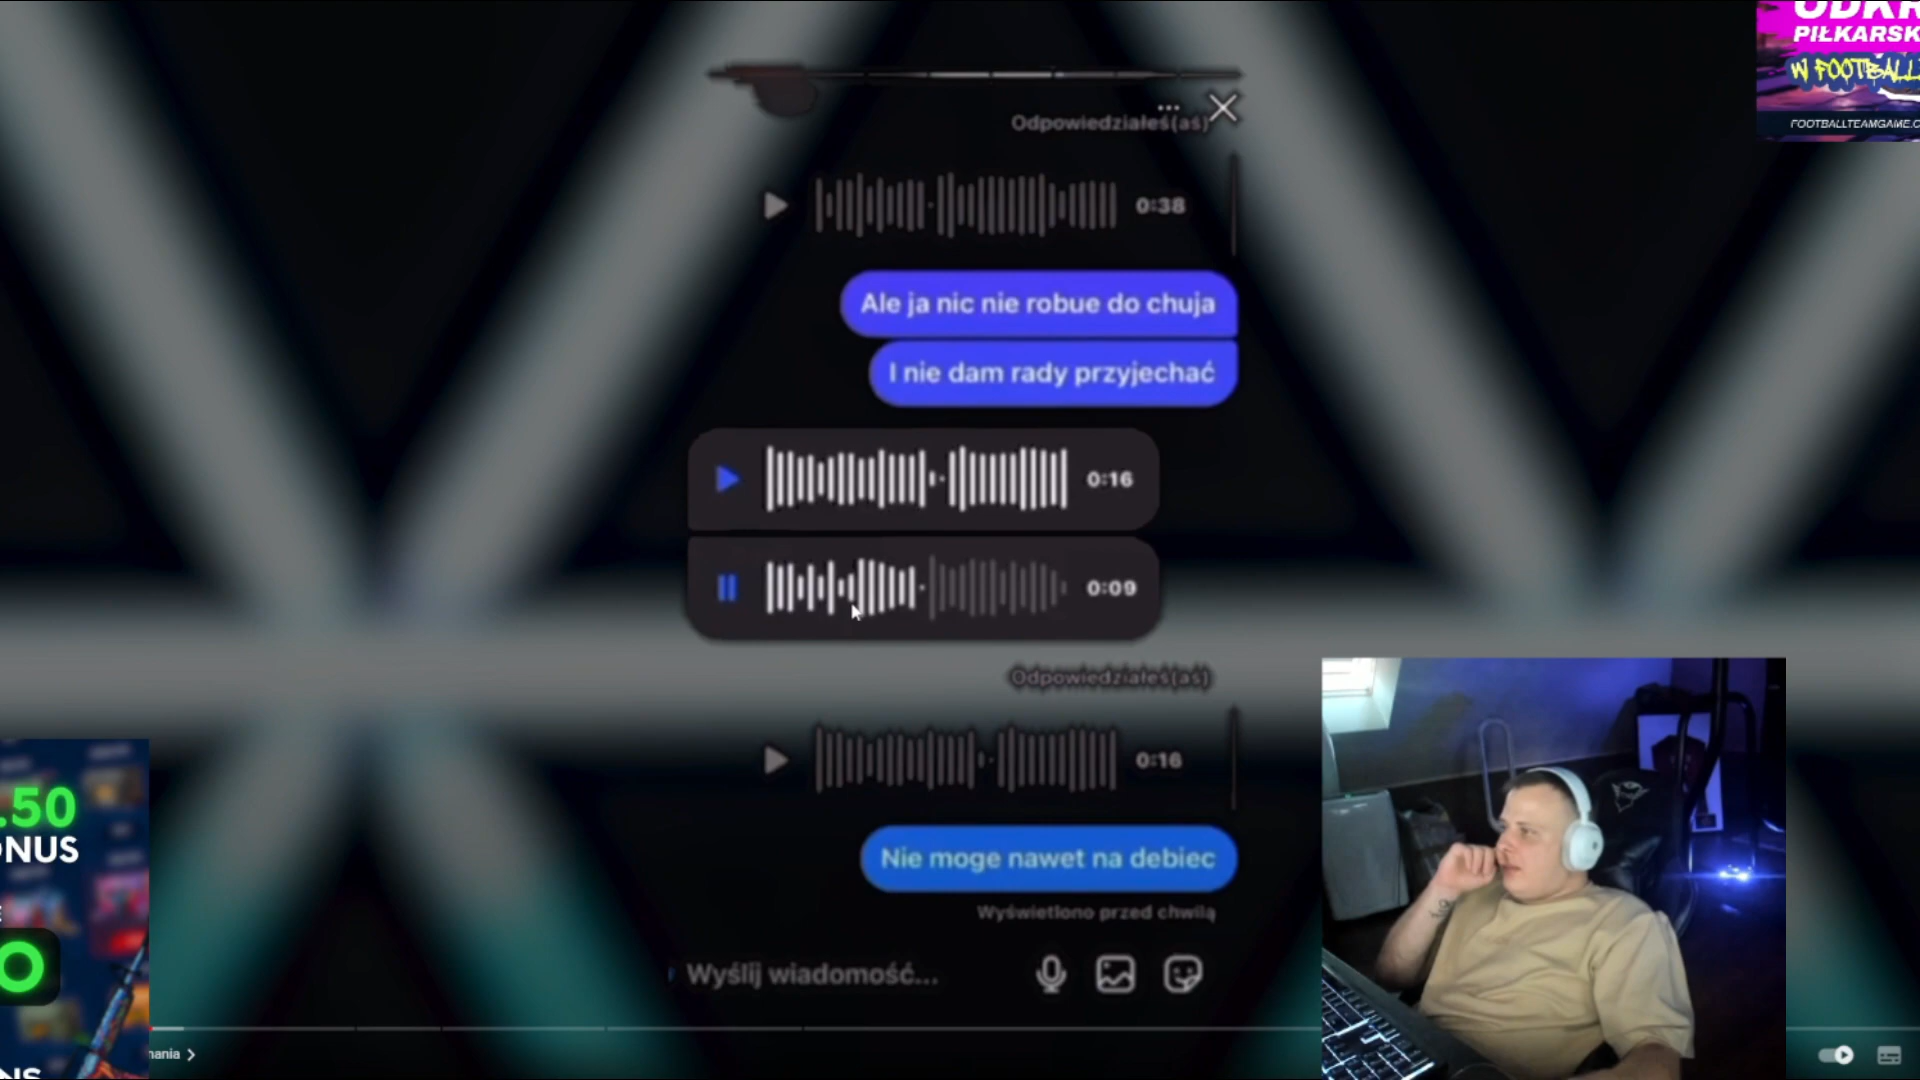 PIŁKARSK
W FOOTBALL
FOOTBALLTEAMGAME.C
Odpowiedziałeś(aś)
0:38
Ale ja nic nie robue do chuja
I nie dam rady przyjechać
0:16
0:09
Odpowiedziałeś(aś)
0:16
Nie moge nawet na debiec
Wyświetlono przed chwilą
Wyślij wiadomość...
.50
NUS
O
nania
NS